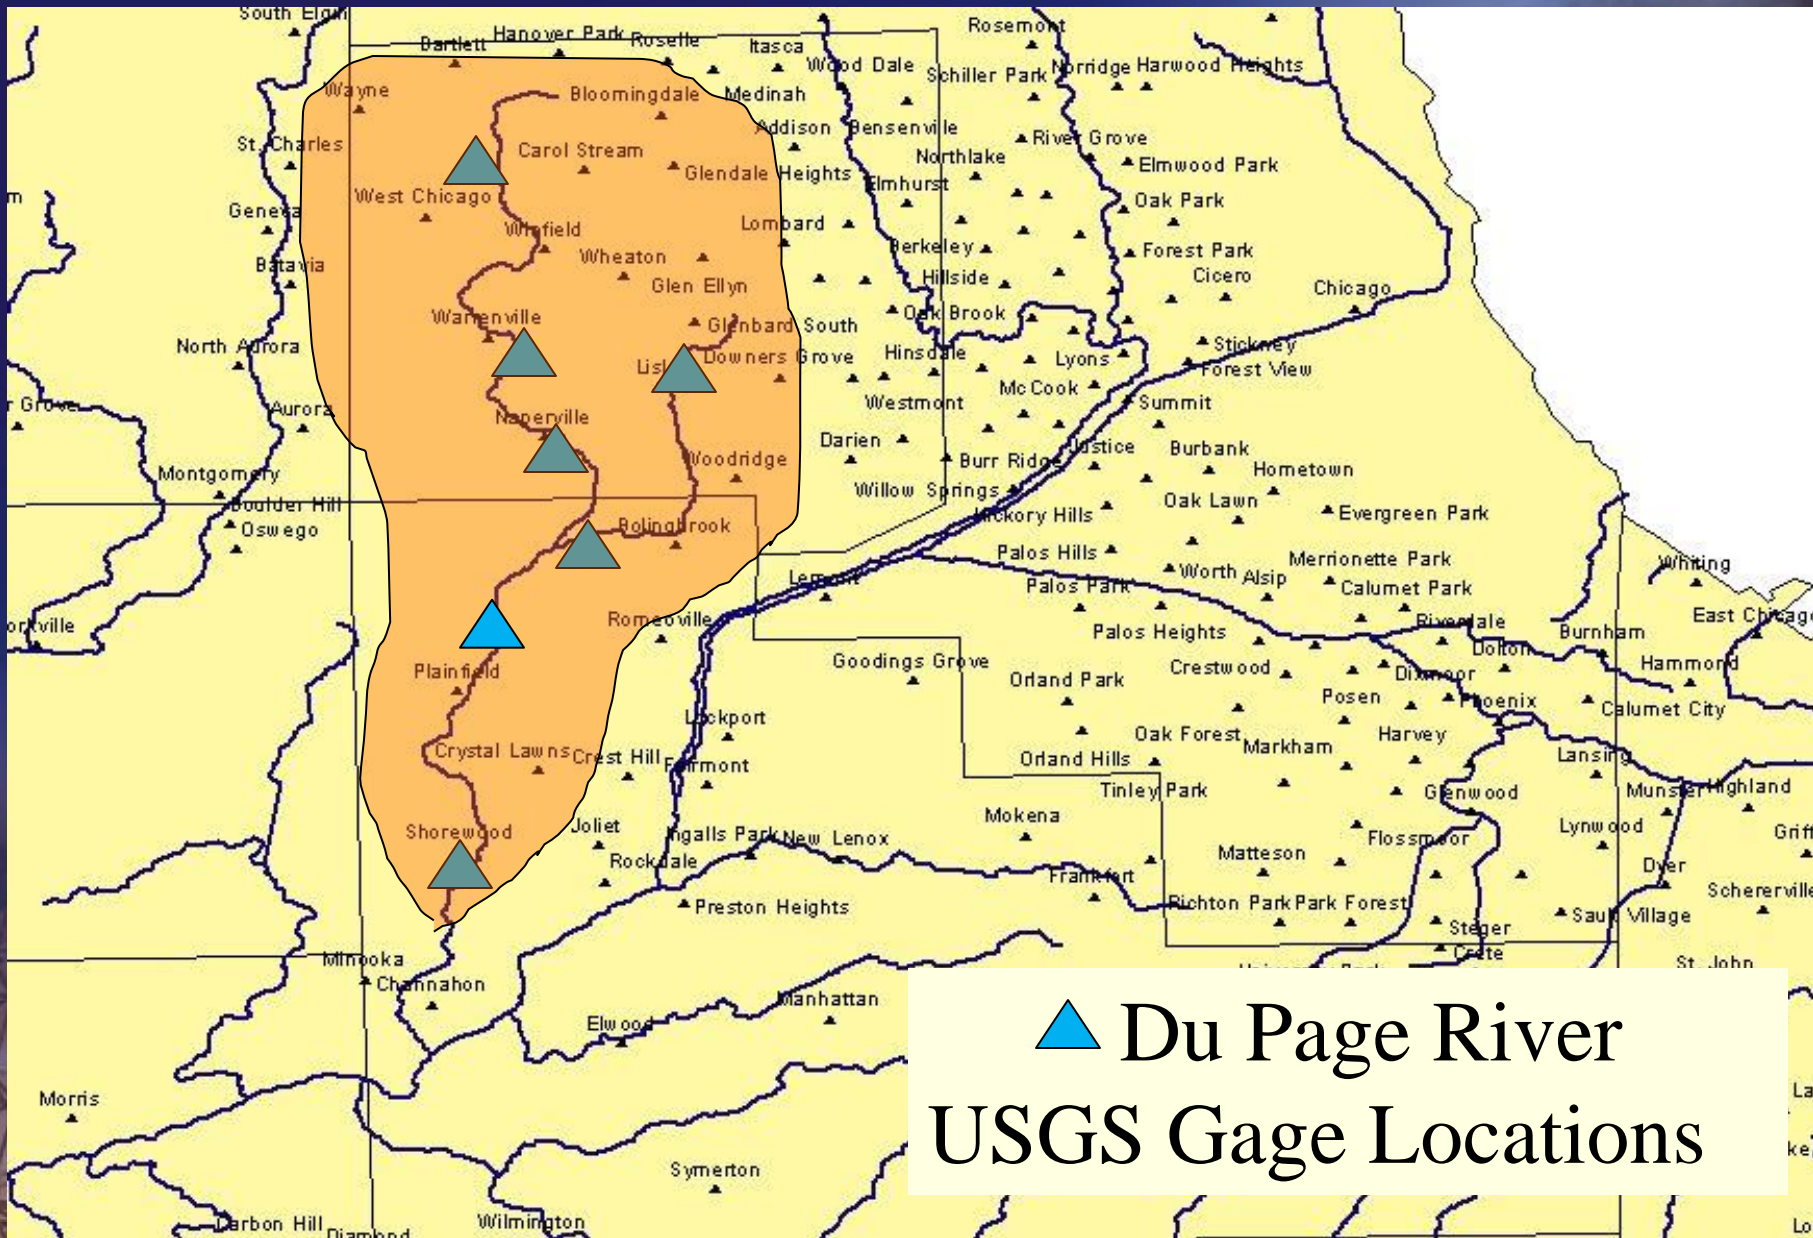 South Elgin
Bartlett
Hanover Park
Roselle
Itasca
Wood Dale
Rosemont
Schiller Park
Norridge
Harwood Heights
Wayne
Bloomingdale
Medinah
Addison
Bensenville
River Grove
St. Charles
Carol Stream
Glendale Heights
Northlake
Elmwood Park
West Chicago
Elmhurst
Oak Park
Geneva
Winfield
Lombard
Berkeley
Forest Park
Batavia
Wheaton
Glen Ellyn
Hillside
Cicero
Chicago
Warrenville
Glenbard South
Oak Brook
North Aurora
Downers Grove
Hinsdale
Lyons
Stickney
Forest View
McCook
r Grove
Aurora
Naperville
Westmont
Summit
Darien
Justice
Burbank
Montgomery
Woodridge
Burr Ridge
Hometown
Willow Springs
Boulder Hill
Oswego
Bolingbrook
Hickory Hills
Oak Lawn
Evergreen Park
Palos Hills
Merrionette Park
Whiting
Lemont
Palos Park
Worth
Alsip
Calumet Park
orkville
Romeoville
Palos Heights
Riverdale
Burnham
East Chicago
Plainfield
Goodings Grove
Orland Park
Crestwood
Dixmoor
Dolton
Hammond
Posen
Phoenix
Calumet City
Lockport
Oak Forest
Markham
Harvey
Crystal Lawns
Crest Hill
Fairmont
Orland Hills
Lansing
Tinley Park
Glenwood
Munster
Highland
Shorewood
Joliet
Ingalls Park
New Lenox
Mokena
Flossmoor
Lynwood
Griff
Rockdale
Matteson
Dyer
Frankfort
Schererville
Preston Heights
Richton Park
Park Forest
Sauk Village
Steger
Crete
Minooka
Channahon
St. John
Manhattan
Elwood
Du Page River
USGS Gage Locations
Morris
Symerton
Carbon Hill
Diamond
Wilmington